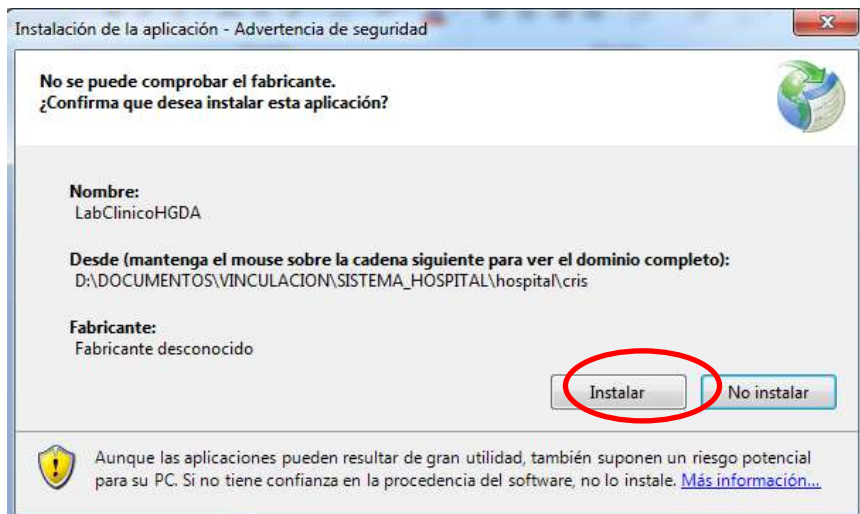 Instalación de la aplicación - Advertencia de seguridad
No se puede comprobar el fabricante.
¿Confirma que desea instalar esta aplicación?
Nombre:
LabClinicoHGDA
Desde (mantenga el mouse sobre la cadena siguiente para ver el dominio completo):
D:\DOCUMENTOS\VINCULACION\SISTEMA_HOSPITAL\hospital\cris
Fabricante:
Fabricante desconocido
Instalar No instalar
Aunque las aplicaciones pueden resultar de gran utilidad, también suponen un riesgo potencial
para su PC. Si no tiene confianza en la procedencia del software, no lo instale. Más información...